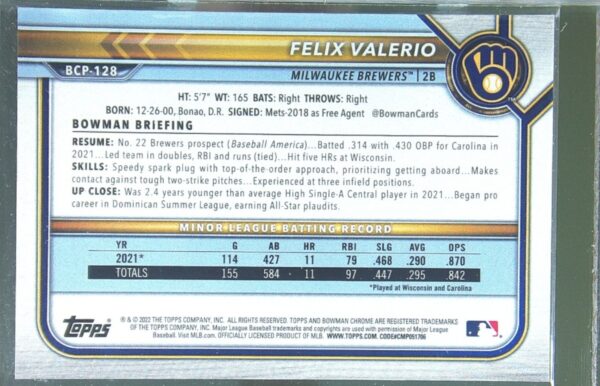 FELIX VALERIO
BCP-128
MILWAUKEE BREWERS | 2B
HT: 5'7" WT: 165 BATS: Right THROWS: Right
BORN: 12-26-00, Bonao, D.R. SIGNED: Mets-2018 as Free Agent @BowmanCards
BOWMAN BRIEFING
RESUME: No. 22 Brewers prospect (Baseball America)...Batted .314 with .430 OBP for Carolina in
2021...Led team in doubles, RBI and runs (tied)...Hit five HRs at Wisconsin.
SKILLS: Speedy spark plug with top-of-the-order approach, prioritizing getting aboard...Makes
contact against tough two-strike pitches...Experienced at three infield positions.
UP CLOSE: Was 2.4 years younger than average High Single-A Central player in 2021...Began pro
career in Dominican Summer League, earning All-Star plaudits.
MINOR LEAGUE BATTING RECORD
YR G AB HR RBI SLG AVG OPS
2021* 114 427 11 79 .468 .290 .870
TOTALS 155 584 11 97 .447 .295 .842
*Played at Wisconsin and Carolina
Topps
® & © 2022 THE TOPPS COMPANY, INC. ALL RIGHTS RESERVED. TOPPS AND BOWMAN CHROME ARE REGISTERED TRADEMARKS
OF THE TOPPS COMPANY, INC. Major League Baseball trademarks and copyrights are used with permission of Major League
Baseball. Visit MLB.com. OFFICIALLY LICENSED PRODUCT OF MLB. WWW.TOPPS.COM. CODE#CMP051706